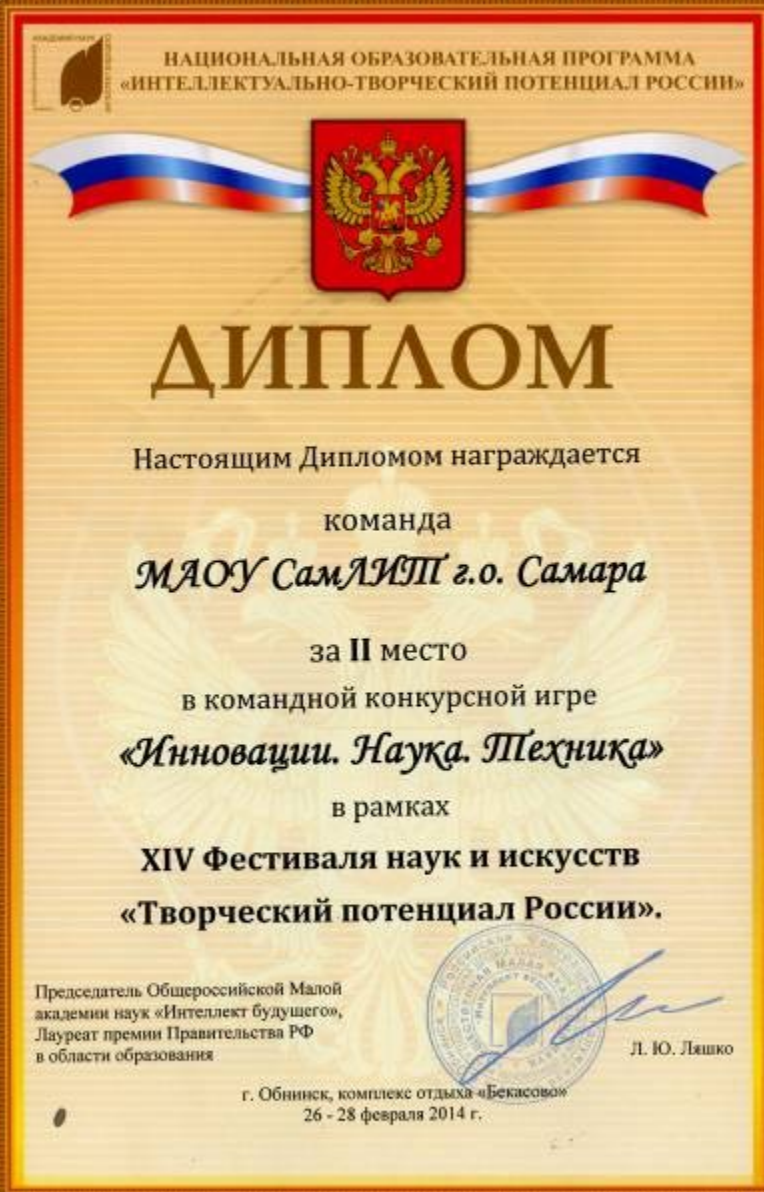 НАЦИОНАЛЬНАЯ ОБРАЗОВАТЕЛЬНАЯ ПРОГРАММА
«ИНТЕЛЛЕКТУАЛЬНО-ТВОРЧЕСКИЙ ПОТЕНЦИАЛ РОССИИ»
ДИПЛОМ
Настоящим Дипломом награждается
команда
МАОУ СамЛИТ г.о. Самара
за II место
в командной конкурсной игре
«Инновации. Наука. Техника»
в рамках
XIV Фестиваля наук и искусств
«Творческий потенциал России».
Председатель Общероссийской Малой
академии наук «Интеллект будущего»,
Лауреат премии Правительства РФ
в области образования
Л. Ю. Ляшко
г. Обнинск, комплекс отдыха «Бекасово»
26 - 28 февраля 2014 г.